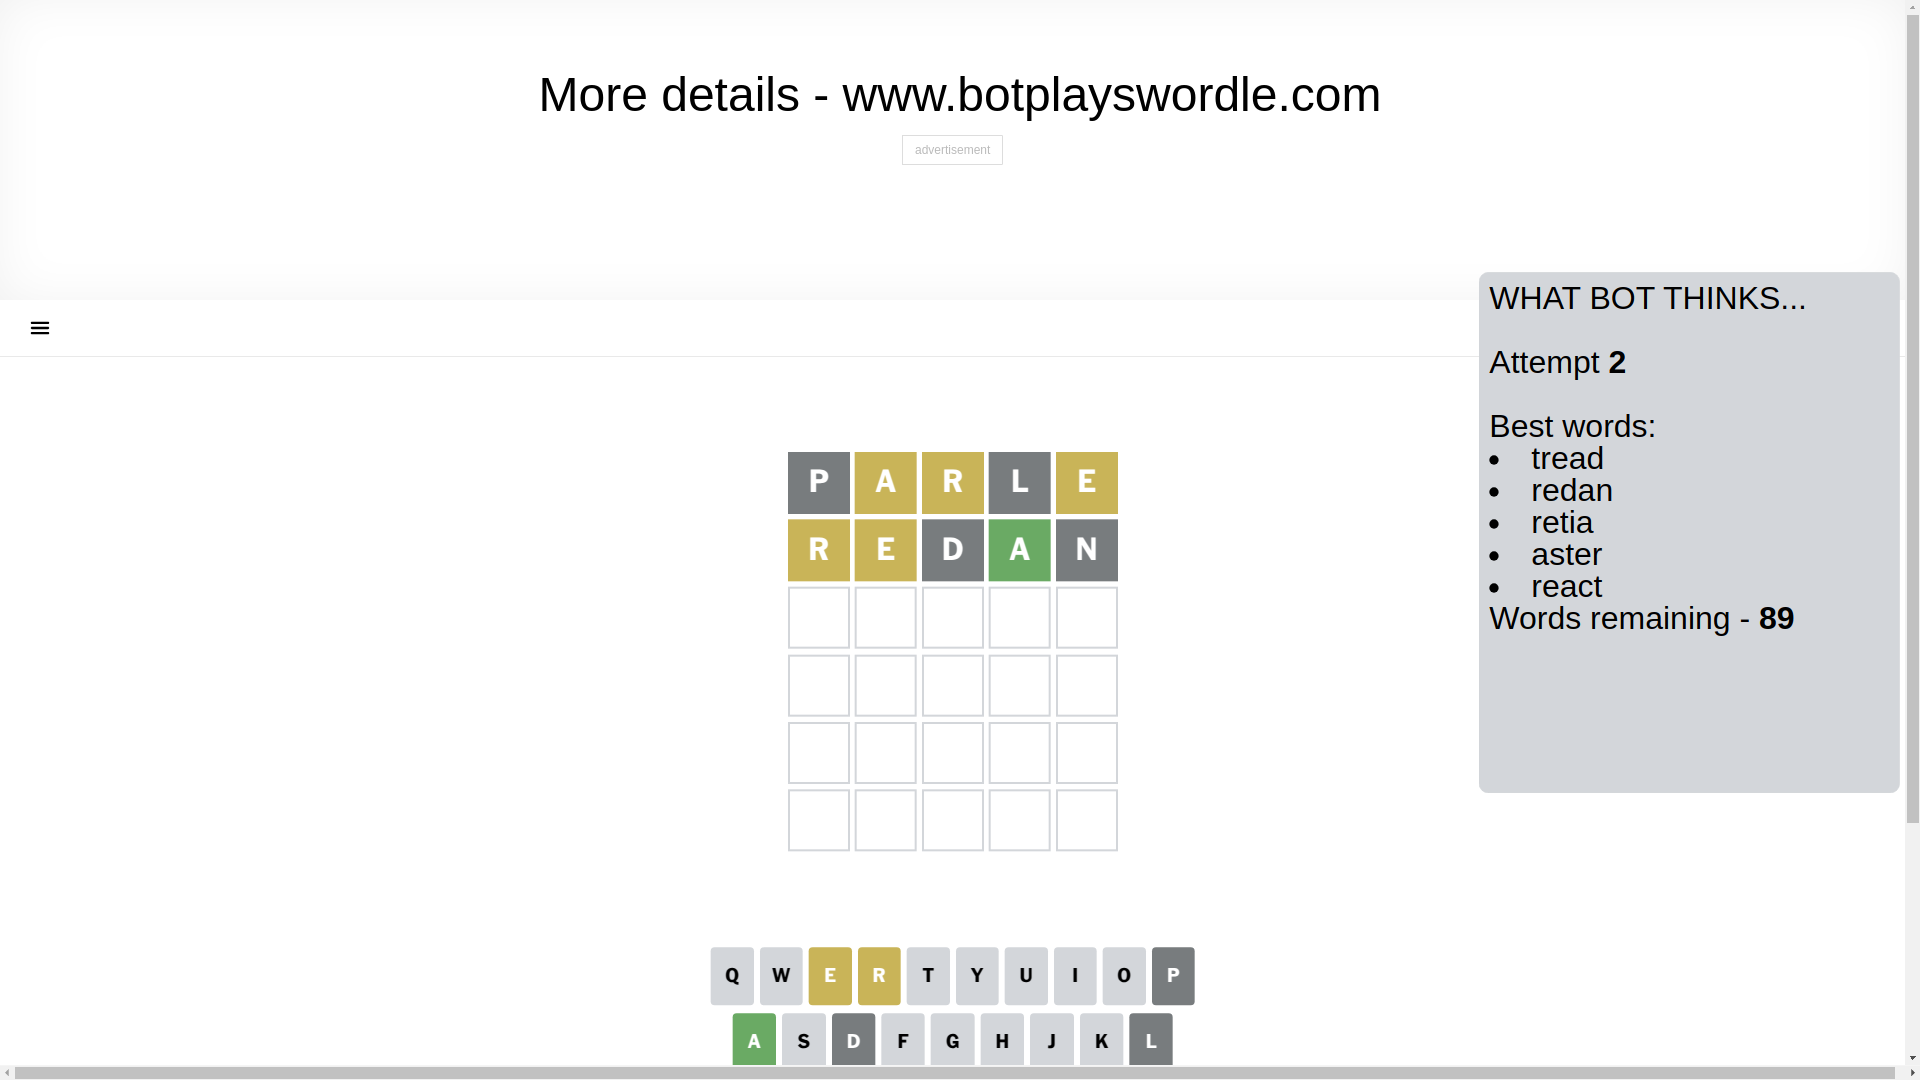 More details - www.botplayswordle.com
advertisement
WHAT BOT THINKS...
Attempt 2
Best words:
• tread
• redan
• retia
• aster
• react
Words remaining - 89
P A R L E
R E D A N
Q W E R T Y U I O P
A S D F G H J K L